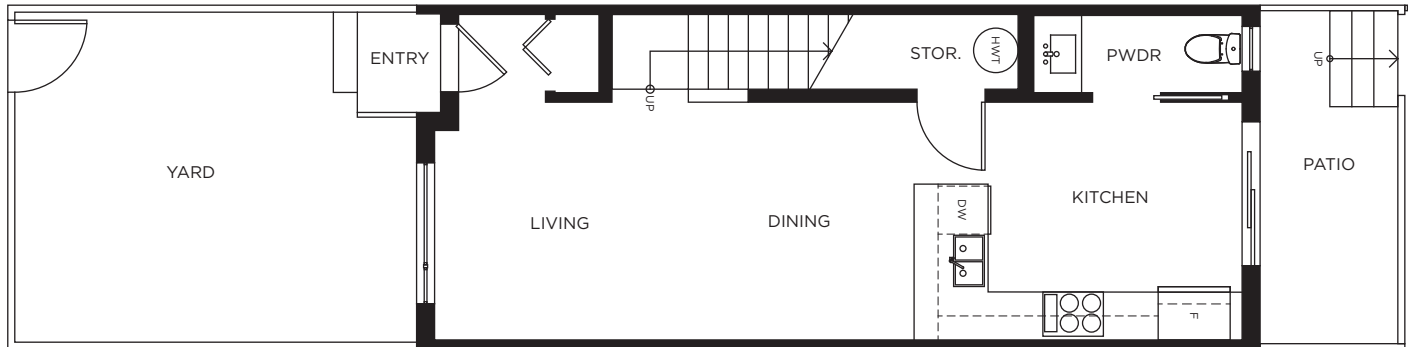 ENTRY
STOR.
HWT
PWDR
UP
UP
YARD
PATIO
KITCHEN
DW
LIVING
DINING
F